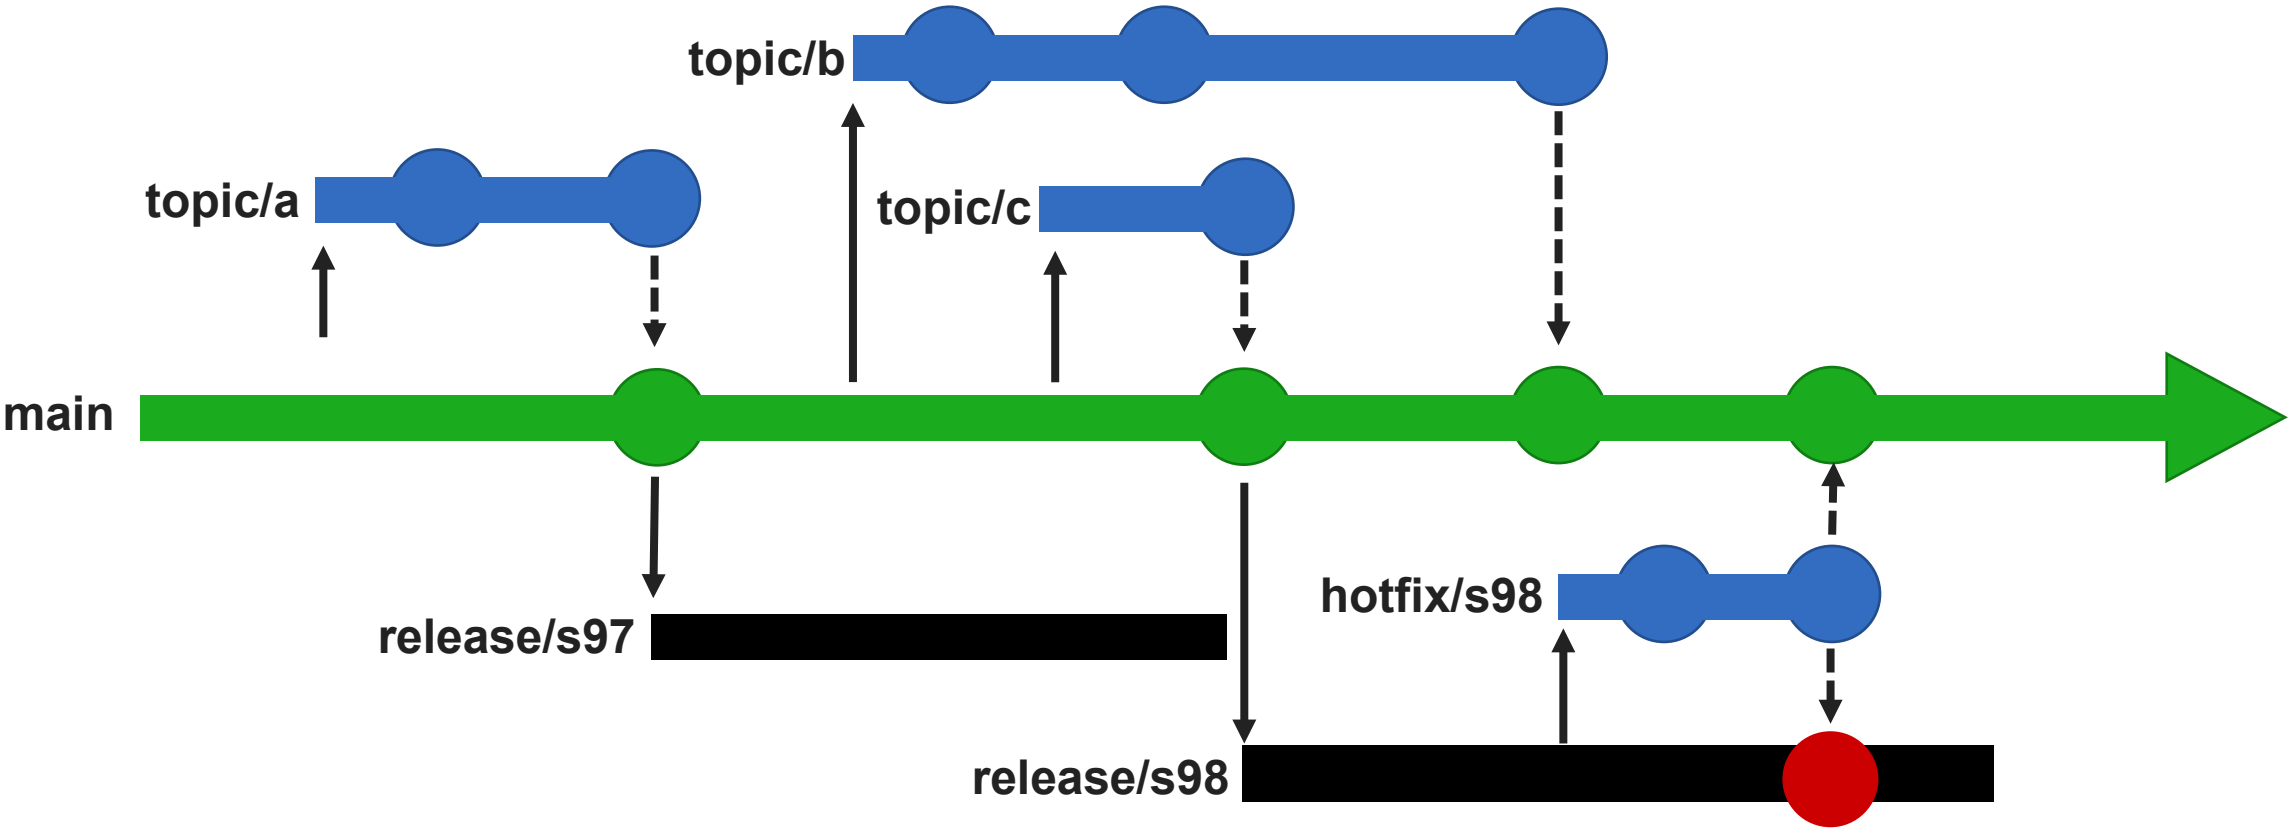 topic/b
topic/a
topic/c
main
hotfix/s98
release/s97
release/s98